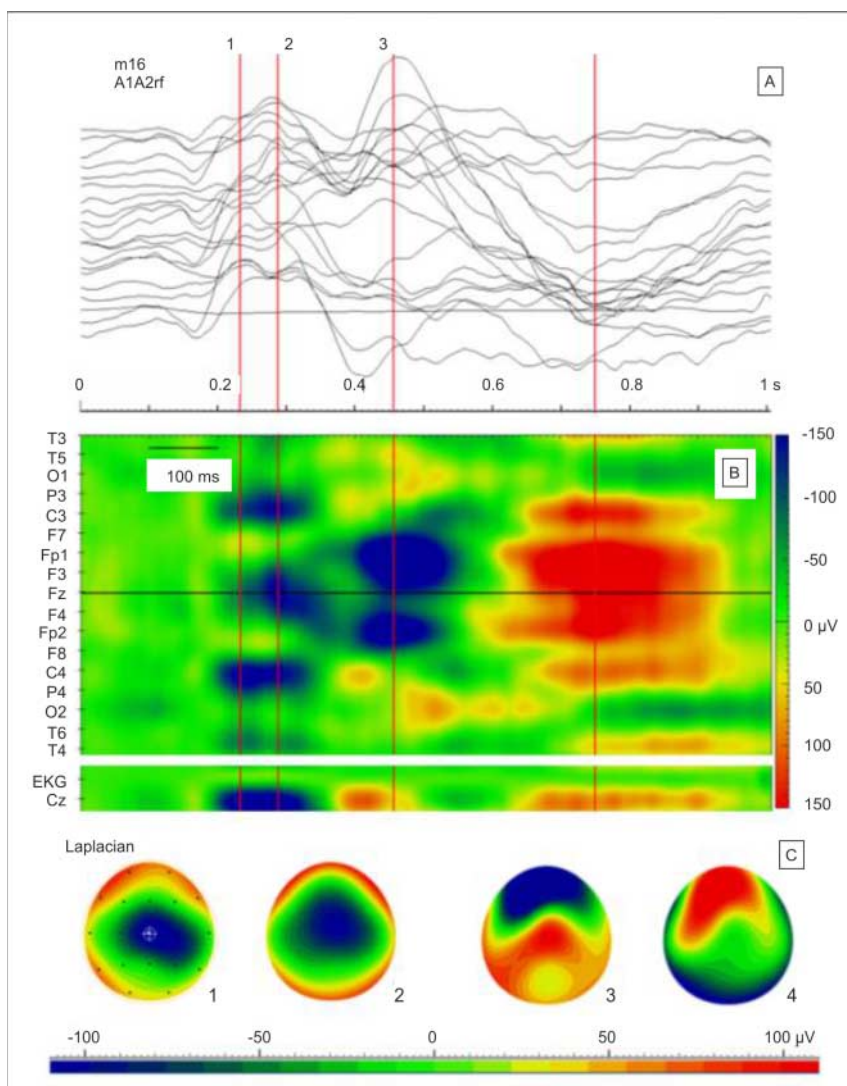 1 2 3
m16
A1A2rf
A
0 0.2 0.4 0.6 0.8 1 s
T3
T5
O1
P3
C3
F7
Fp1
F3
Fz
F4
Fp2
F8
C4
P4
O2
T6
T4
100 ms
B
-150
-100
-50
0 µV
50
100
150
EKG
Cz
Laplacian
C
1 2 3 4
-100 -50 0 50 100 µV